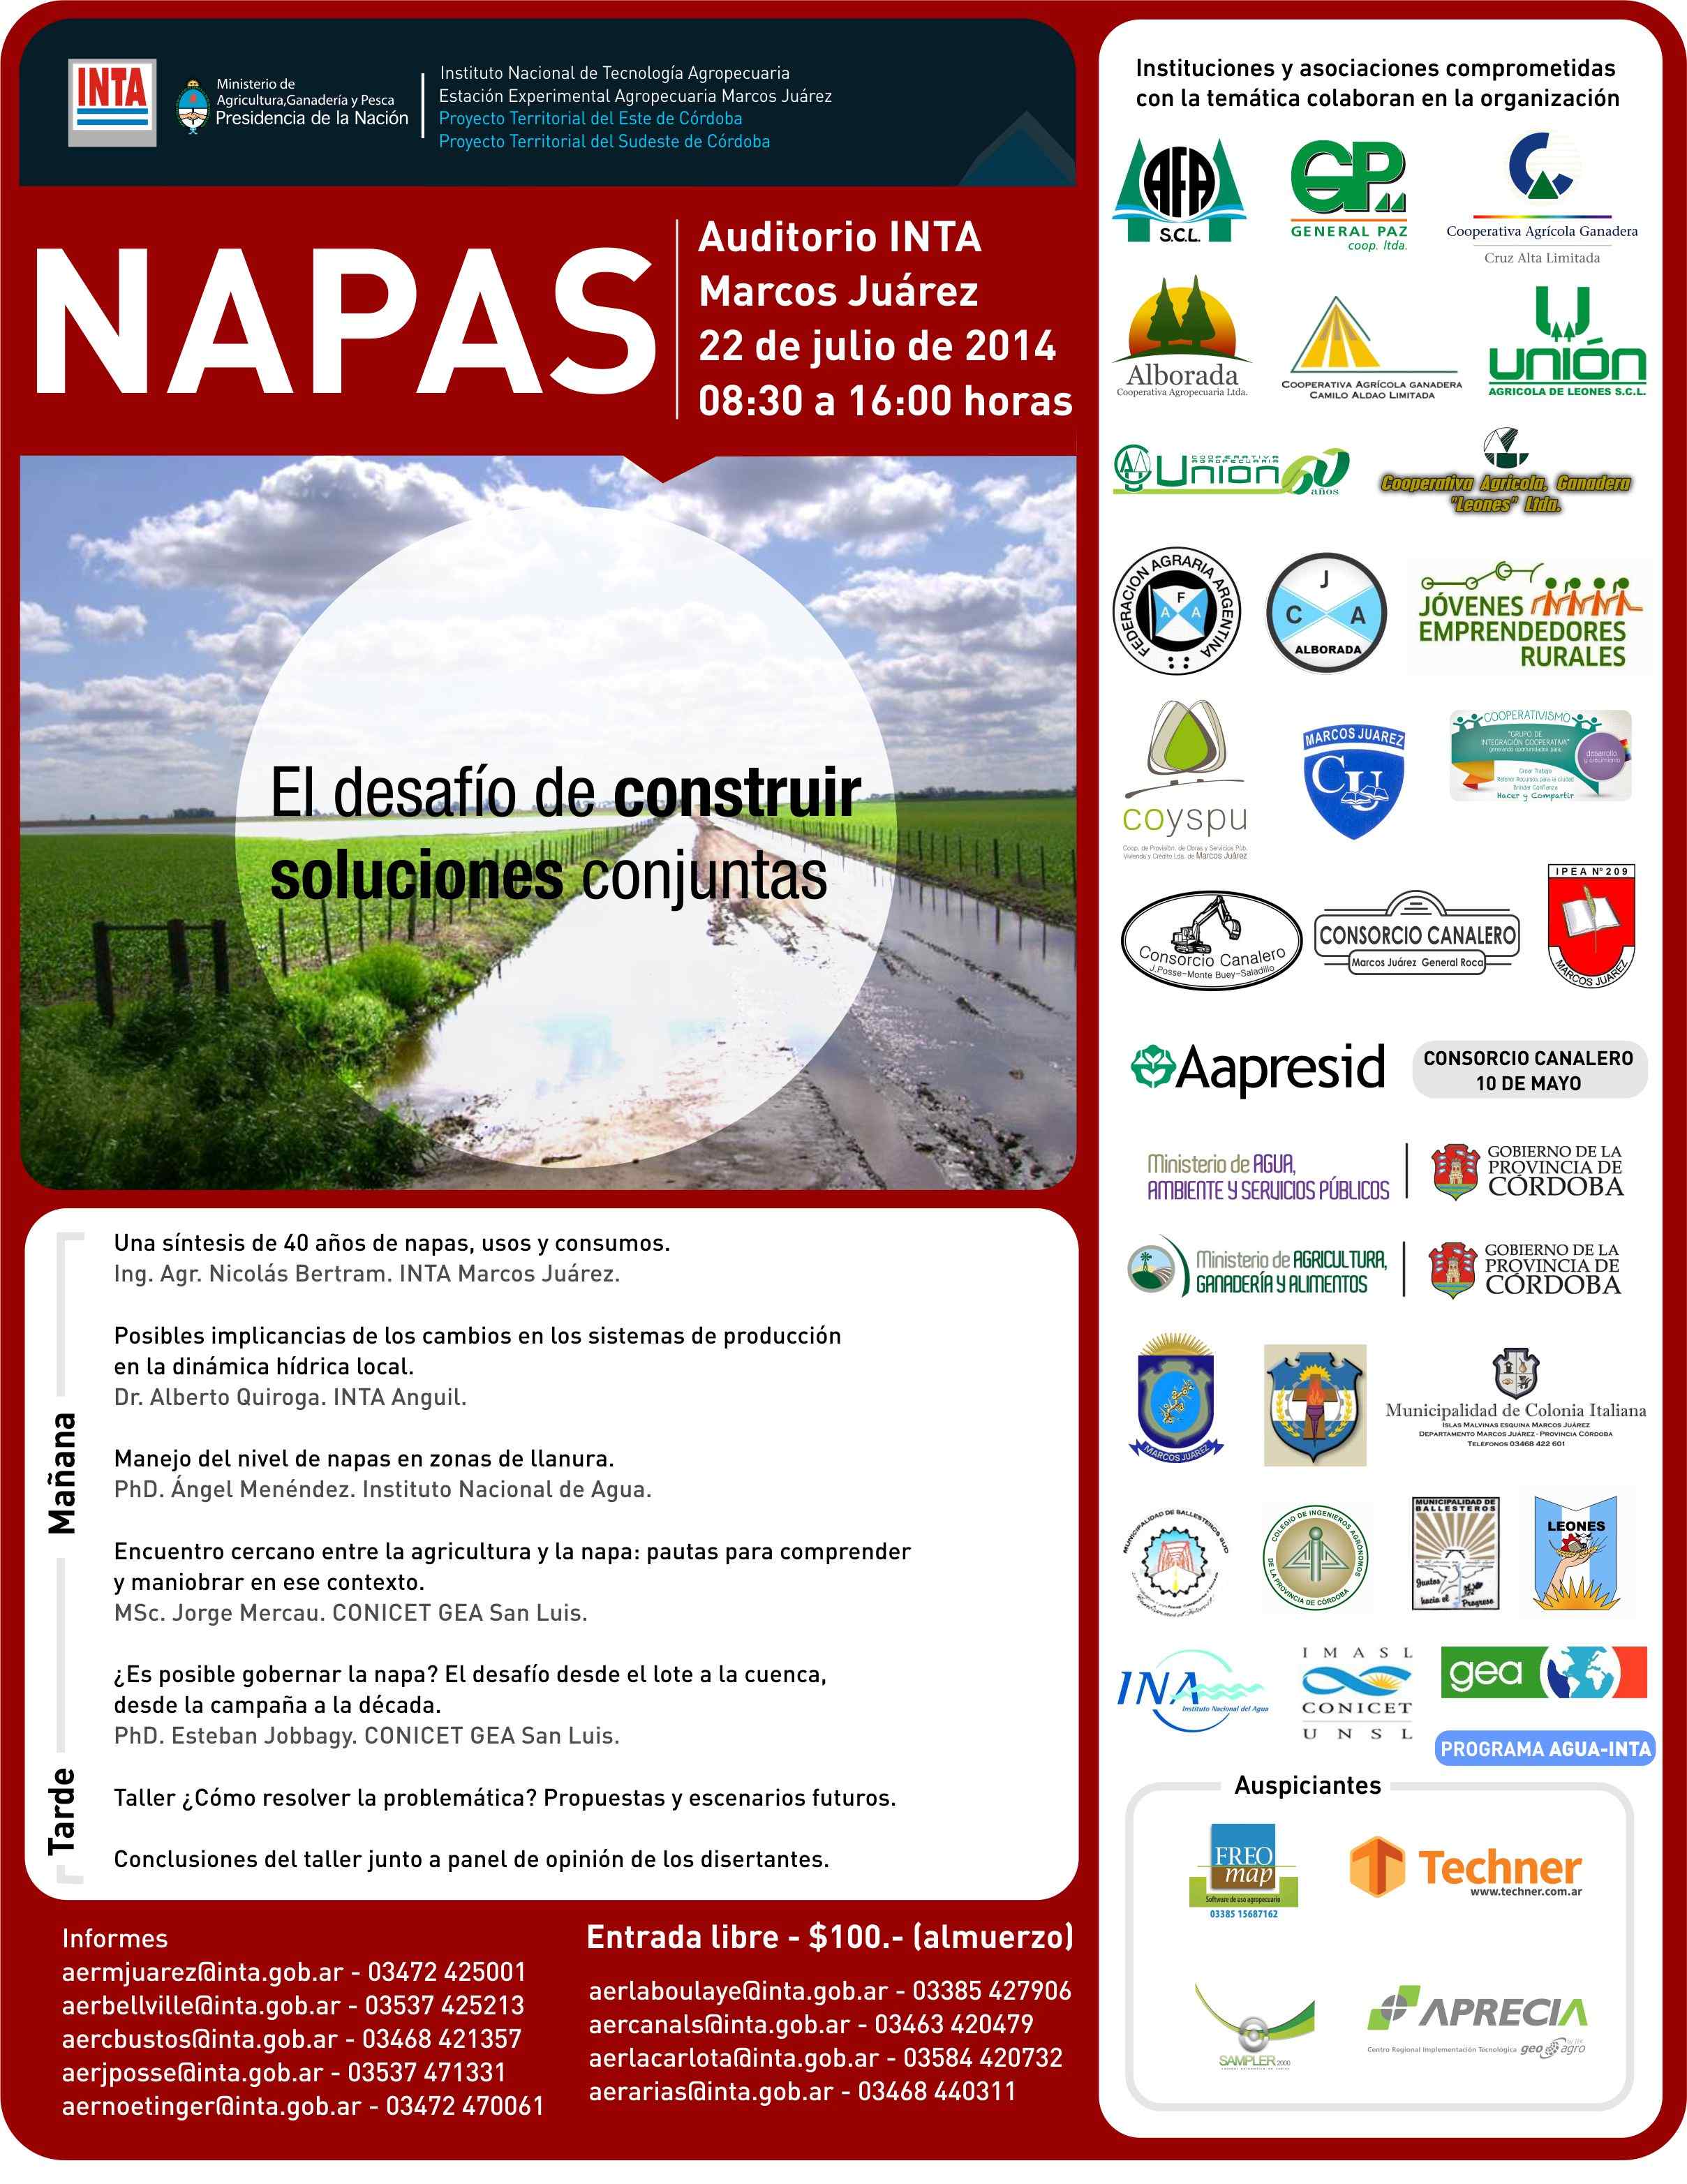 INTA
Ministerio de
Agricultura,Ganadería y Pesca
Presidencia de la Nación
Instituto Nacional de Tecnología Agropecuaria
Estación Experimental Agropecuaria Marcos Juárez
Proyecto Territorial del Este de Córdoba
Proyecto Territorial del Sudeste de Córdoba
NAPAS
Auditorio INTA
Marcos Juárez
22 de julio de 2014
08:30 a 16:00 horas
El desafío de construir
soluciones conjuntas
Mañana
Una síntesis de 40 años de napas, usos y consumos.
Ing. Agr. Nicolás Bertram. INTA Marcos Juárez.
Posibles implicancias de los cambios en los sistemas de producción
en la dinámica hídrica local.
Dr. Alberto Quiroga. INTA Anguil.
Manejo del nivel de napas en zonas de llanura.
PhD. Ángel Menéndez. Instituto Nacional de Agua.
Encuentro cercano entre la agricultura y la napa: pautas para comprender
y maniobrar en ese contexto.
MSc. Jorge Mercau. CONICET GEA San Luis.
¿Es posible gobernar la napa? El desafío desde el lote a la cuenca,
desde la campaña a la década.
PhD. Esteban Jobbagy. CONICET GEA San Luis.
Tarde
Taller ¿Cómo resolver la problemática? Propuestas y escenarios futuros.
Conclusiones del taller junto a panel de opinión de los disertantes.
Informes
aermjuarez@inta.gob.ar - 03472 425001
aerbellville@inta.gob.ar - 03537 425213
aercbustos@inta.gob.ar - 03468 421357
aerjposse@inta.gob.ar - 03537 471331
aernoetinger@inta.gob.ar - 03472 470061
Entrada libre - $100.- (almuerzo)
aerlaboulaye@inta.gob.ar - 03385 427906
aercanals@inta.gob.ar - 03463 420479
aerlacarlota@inta.gob.ar - 03584 420732
aerarias@inta.gob.ar - 03468 440311
Instituciones y asociaciones comprometidas
con la temática colaboran en la organización
AFA
S.C.L.
GP
GENERAL PAZ
coop. ltda.
Cooperativa Agrícola Ganadera
Cruz Alta Limitada
Alborada
Cooperativa Agropecuaria Ltda.
COOPERATIVA AGRÍCOLA GANADERA
CAMILO ALDAO LIMITADA
unión
AGRICOLA DE LEONES S.C.L.
COOPERATIVA
AGROPECUARIA
Unión 60
años
Cooperativa Agrícola, Ganadera
"Leones" Ltda.
FEDERACION AGRARIA ARGENTINA
F
A A
J
C A
ALBORADA
JÓVENES
EMPRENDEDORES
RURALES
coyspu
Coop. de Provisión, de Obras y Servicios Púb.
Vivienda y Crédito Lda. de Marcos Juárez
MARCOS JUAREZ
CU
COOPERATIVISMO
"GRUPO DE
INTEGRACIÓN COOPERATIVA"
generando oportunidades para:
desarrollo
y crecimiento
Crear Trabajo
Retener Recursos para la ciudad
Brindar Confianza
Hacer y Compartir
Consorcio Canalero
J.Posse-Monte Buey-Saladillo
CONSORCIO CANALERO
Marcos Juárez General Roca
IPEA Nº 209
MARCOS JUAREZ
Aapresid
CONSORCIO CANALERO
10 DE MAYO
Ministerio de AGUA,
AMBIENTE Y SERVICIOS PÚBLICOS
GOBIERNO DE LA
PROVINCIA DE
CÓRDOBA
Ministerio de AGRICULTURA,
GANADERÍA Y ALIMENTOS
GOBIERNO DE LA
PROVINCIA DE
CÓRDOBA
MARCOS JUAREZ
Municipalidad de Colonia Italiana
ISLAS MALVINAS ESQUINA MARCOS JUÁREZ
DEPARTAMENTO MARCOS JUÁREZ - PROVINCIA CÓRDOBA
TELÉFONOS 03468 422 601
MUNICIPALIDAD DE BALLESTEROS SUD
COLEGIO DE INGENIEROS AGRÓNOMOS
DE LA PROVINCIA DE CÓRDOBA
MUNICIPALIDAD DE
BALLESTEROS
Juntos
hacia el Progreso
LEONES
INA
Instituto Nacional del Agua
IMASL
CONICET
UNSL
gea
PROGRAMA AGUA-INTA
Auspiciantes
FREO
map
Software de uso agropecuario
03385 15687162
Techner
www.techner.com.ar
SAMPLER 2000
APRECIA
Centro Regional Implementación Tecnológica geo agro